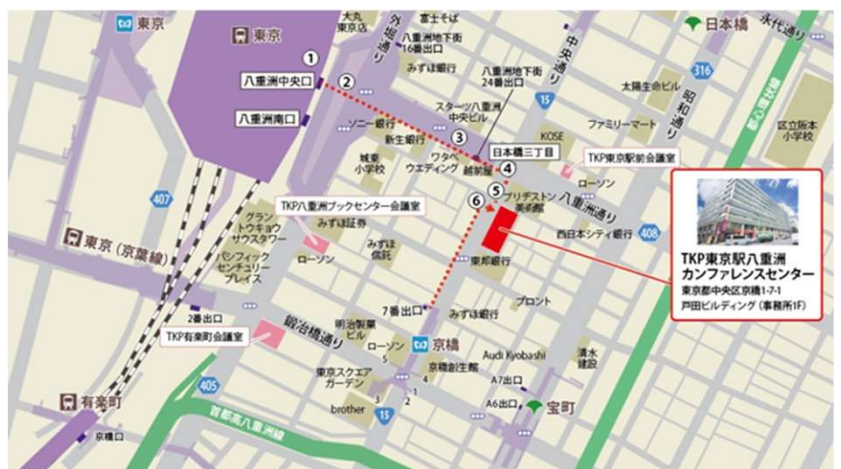 東京
東京
大丸
東京店
外堀通り
富士そば
八重洲地下街
16番出口
みずほ銀行
八重洲地下街
24番出口
中央通り
日本橋
永代通り
316
太陽生命ビル
昭和通り
都心環状線
区立阪本
小学校
①
八重洲中央口
②
八重洲南口
スターツ八重洲
中央ビル
15
KOSE
ファミリーマート
ソニー銀行
新生銀行
③
日本橋三丁目
城東
小学校
ワタベ
ウエディング
越前屋
④
TKP東京駅前会議室
ローソン
407
⑤
⑥
ブリヂストン
美術館
八重洲通り
408
西日本シティ銀行
TKP八重洲ブックセンター会議室
グラン
トウキョウ
サウスタワー
みずほ証券
東京(京葉線)
パシフィック
センチュリー
プレイス
ローソン
みずほ
信託
東邦銀行
TKP東京駅八重洲
カンファレンスセンター
東京都中央区京橋1-7-1
戸田ビルディング(事務所1F)
2番出口
7番出口
みずほ銀行
プロント
TKP有楽町会議室
鍛冶橋通り
明治製菓
ビル
ローソン
京橋
5
京橋創生館
Audi Kyobashi
清水
建設
東京スクエア
ガーデン
4
A7出口
405
有楽町
3
1
2
A6出口
宝町
brother
15
首都高八重洲線
京橋口